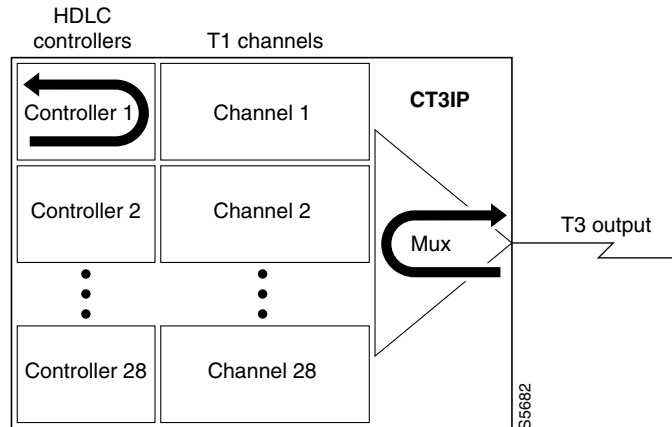 HDLC
controllers
T1 channels
CT3IP
Controller 1
Channel 1
Controller 2
Channel 2
Mux
T3 output
Controller 28
Channel 28
S5682